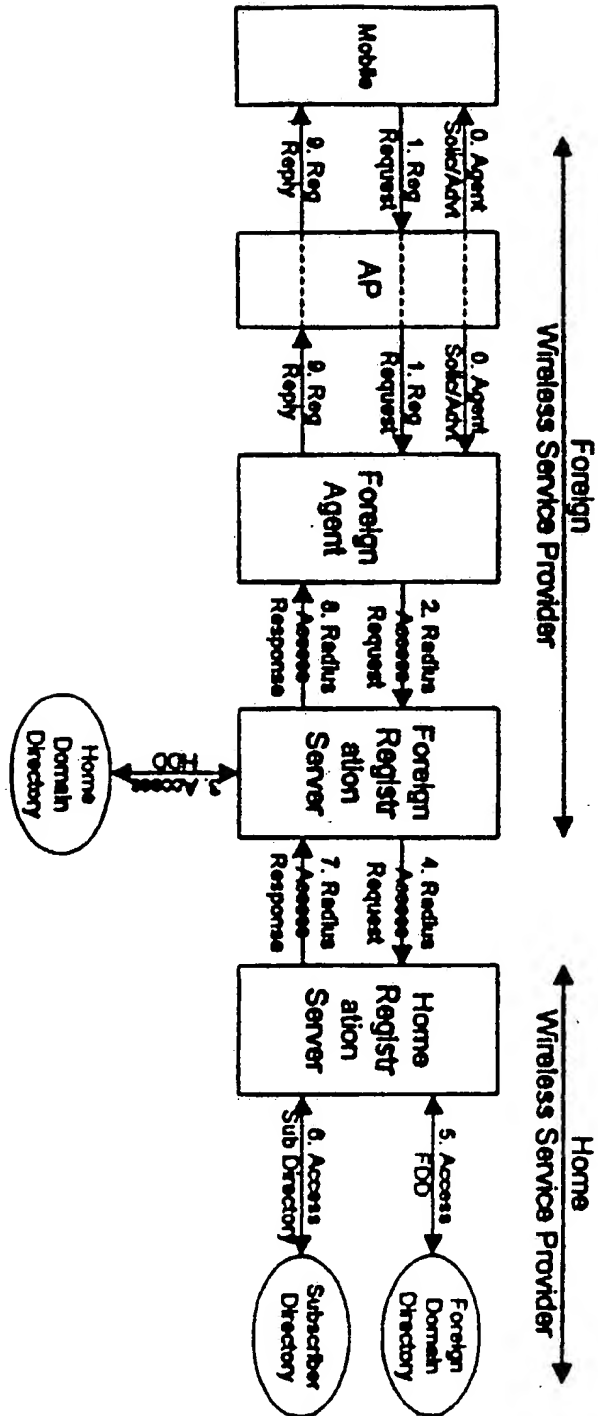 Foreign
Wireless Service Provider
Home
Wireless Service Provider
Mobile
0. Agent
Solic/Advt
1. Reg
Request
9. Reg
Reply
AP
0. Agent
Solic/Advt
1. Reg
Request
9. Reg
Reply
Foreign
Agent
2. Radius
Access
Request
8. Radius
Access
Response
Foreign
Registr
ation
Server
3. Access
HDD
Home
Domain
Directory
4. Radius
Access
Request
7. Radius
Access
Response
Home
Registr
ation
Server
5. Access
FDD
6. Access
Sub Directory
Foreign
Domain
Directory
Subscriber
Directory